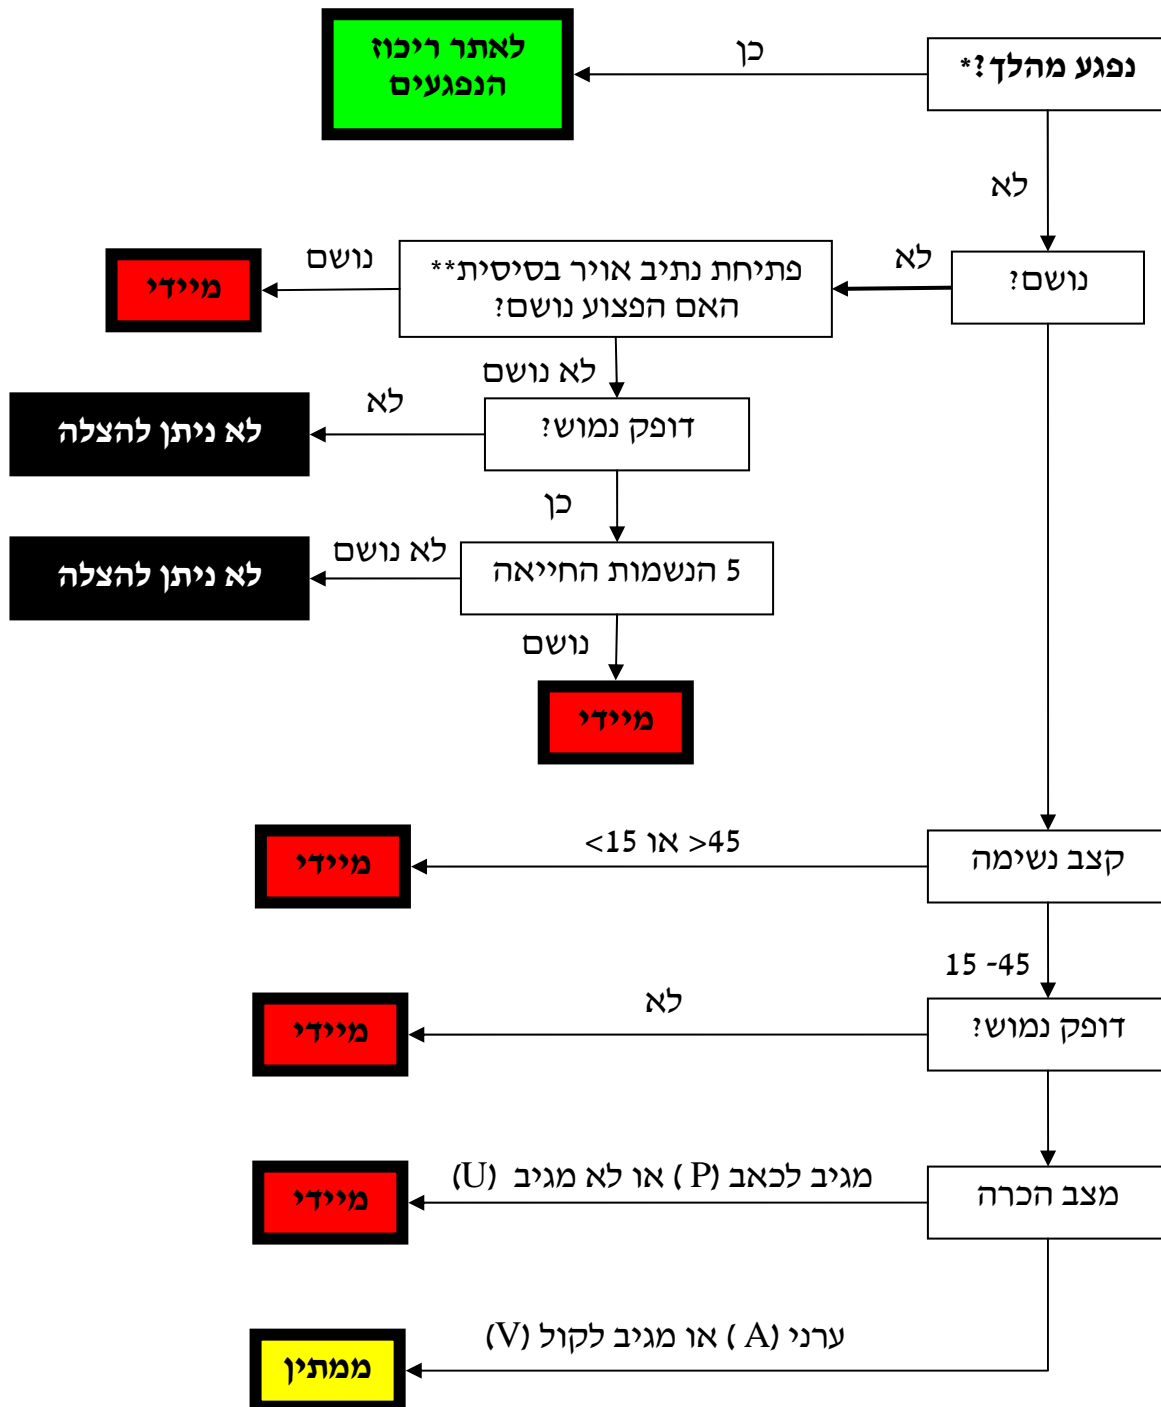 נפגע מהלך?*
כן
לאתר ריכוז
הנפגעים
לא
נושם?
לא
פתיחת נתיב אויר בסיסית**
האם הפצוע נושם?
נושם
מיידי
לא נושם
דופק נמוש?
לא
לא ניתן להצלה
כן
5 הנשמות החייאה
לא נושם
לא ניתן להצלה
נושם
מיידי
קצב נשימה
45> או 15<
מיידי
15 -45
דופק נמוש?
לא
מיידי
מצב הכרה
מגיב לכאב (P ) או לא מגיב (U)
מיידי
ערני (A ) או מגיב לקול (V)
ממתין